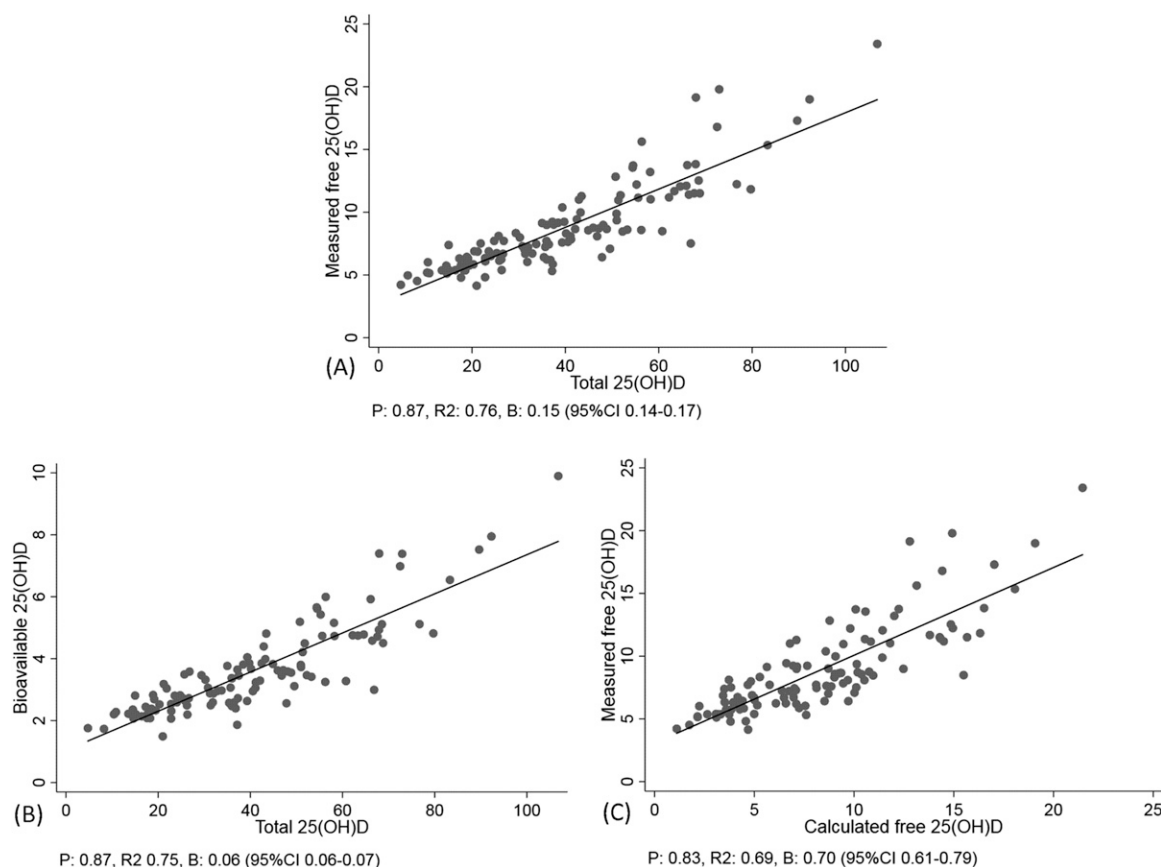 25
20
15
10
5
0
Measured free 25(OH)D
0 20 40 60 80 100
(A)
Total 25(OH)D
P: 0.87, R2: 0.76, B: 0.15 (95%CI 0.14-0.17)
10
8
6
4
2
0
Bioavailable 25(OH)D
0 20 40 60 80 100
(B)
Total 25(OH)D
P: 0.87, R2 0.75, B: 0.06 (95%CI 0.06-0.07)
25
20
15
10
5
0
Measured free 25(OH)D
0 5 10 15 20 25
(C)
Calculated free 25(OH)D
P: 0.83, R2: 0.69, B: 0.70 (95%CI 0.61-0.79)